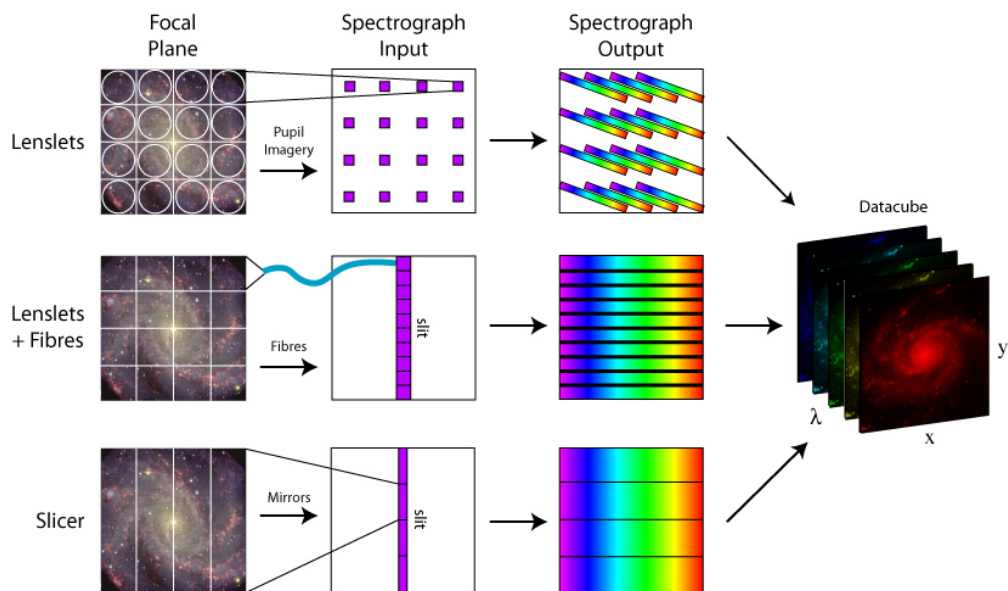 Focal
Plane
Spectrograph
Input
Spectrograph
Output
Lenslets
Pupil
Imagery
Datacube
Lenslets
+ Fibres
Fibres
slit
y
λ
x
Slicer
Mirrors
slit